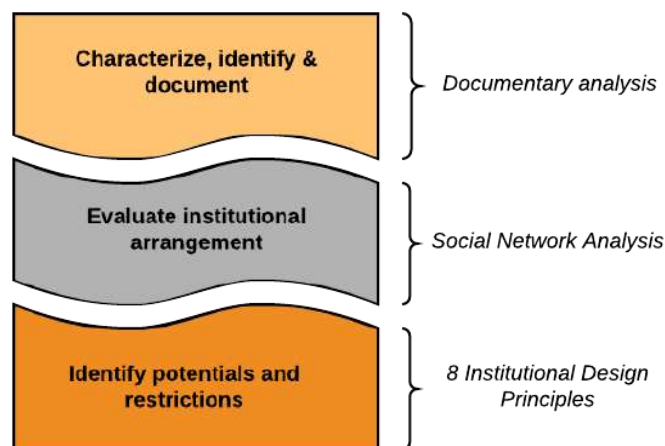 Characterize, identify &
document
Documentary analysis
Evaluate institutional
arrangement
Social Network Analysis
Identify potentials and
restrictions
8 Institutional Design
Principles